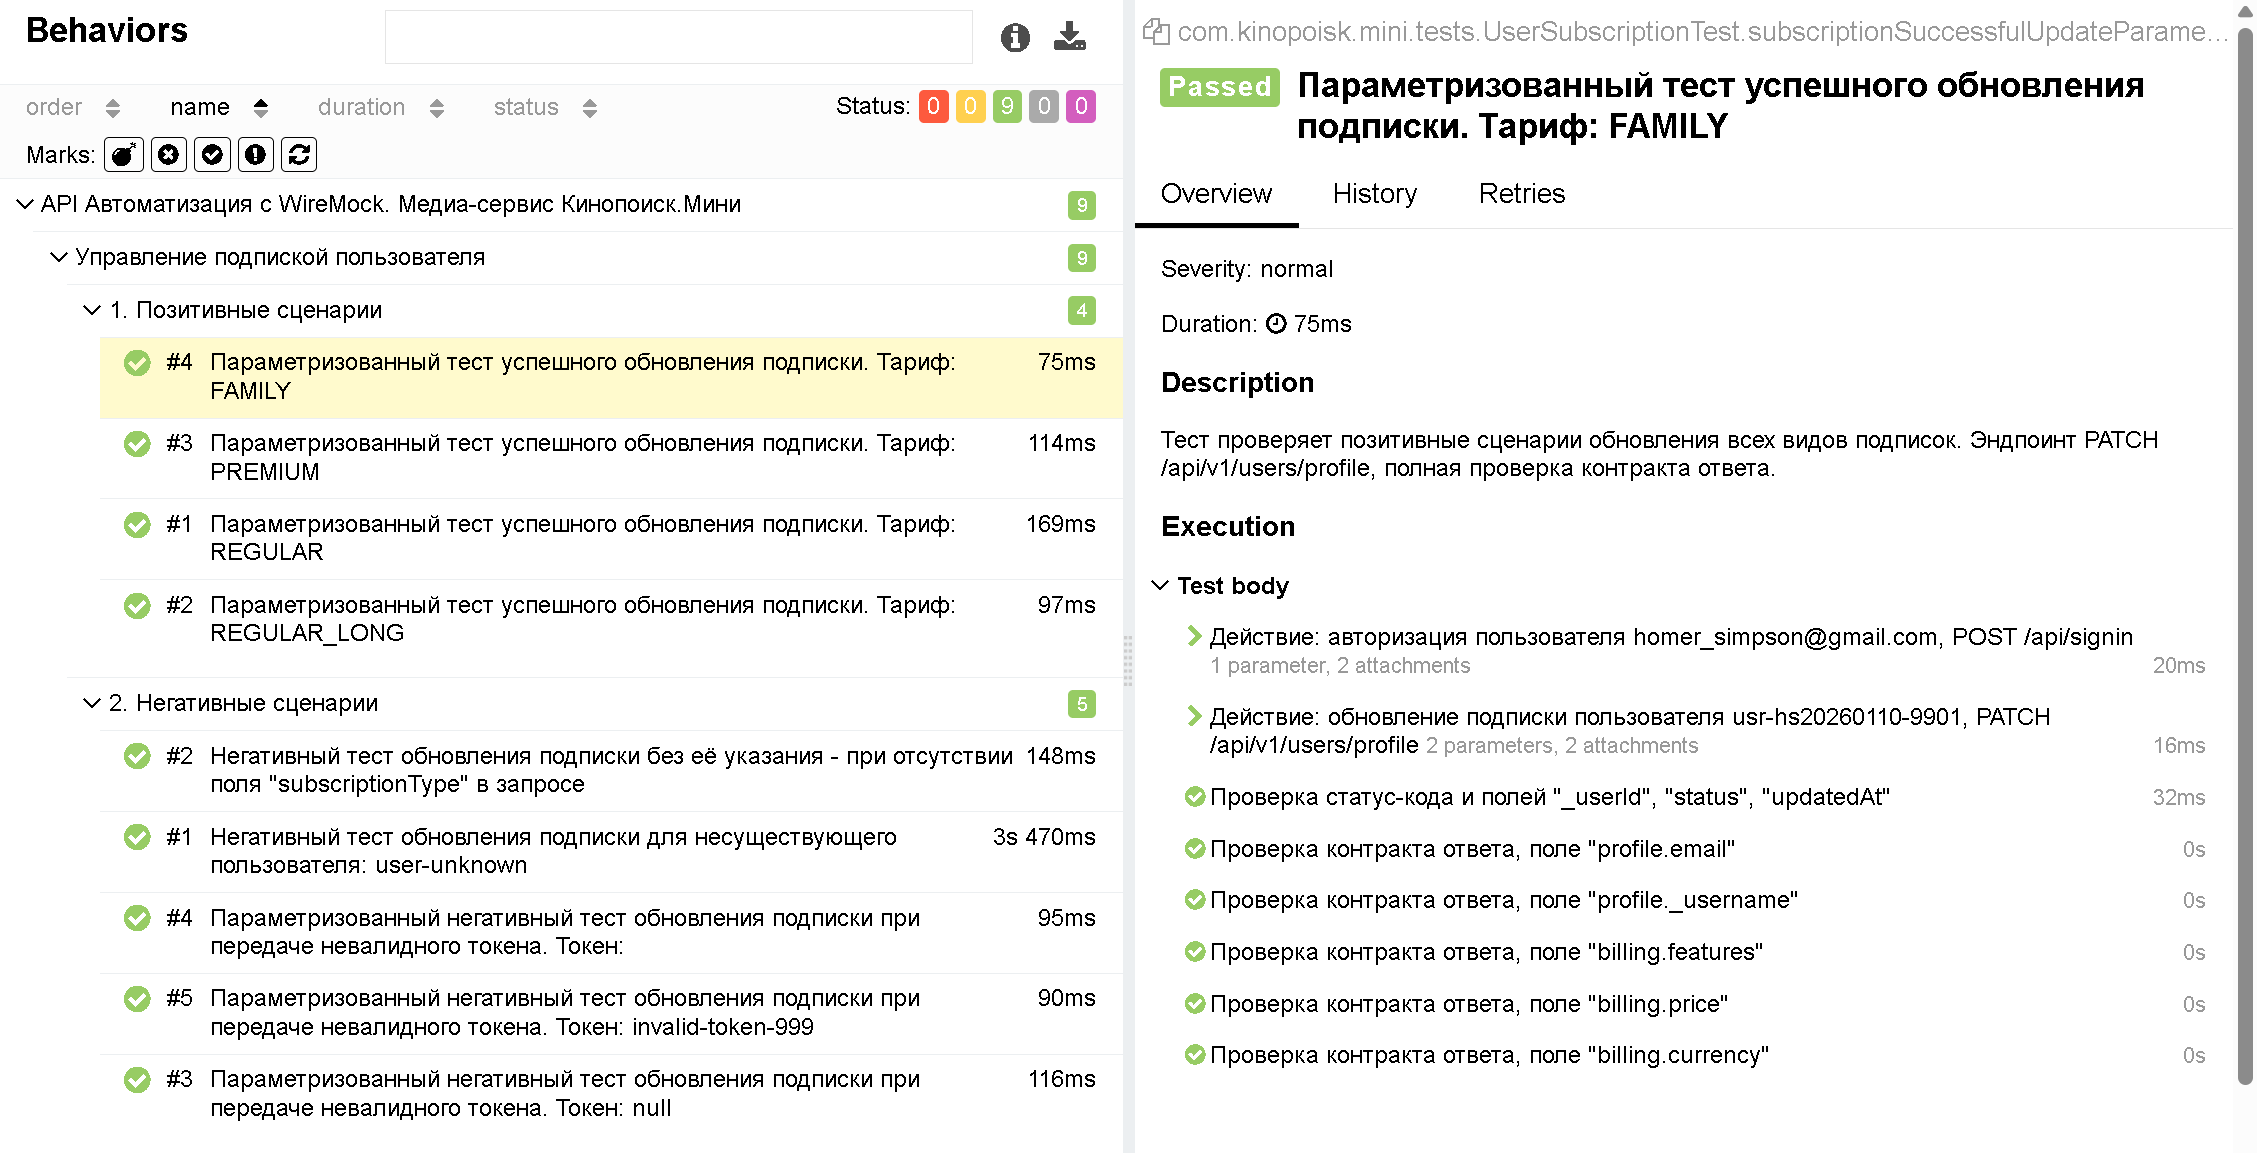 Behaviors
order name duration status Status: 0 0 9 0 0
Marks:
API Автоматизация с WireMock. Медиа-сервис Кинопоиск.Мини 9
Управление подпиской пользователя 9
1. Позитивные сценарии 4
#4 Параметризованный тест успешного обновления подписки. Тариф: 75ms
FAMILY
#3 Параметризованный тест успешного обновления подписки. Тариф: 114ms
PREMIUM
#1 Параметризованный тест успешного обновления подписки. Тариф: 169ms
REGULAR
#2 Параметризованный тест успешного обновления подписки. Тариф: 97ms
REGULAR_LONG
2. Негативные сценарии 5
#2 Негативный тест обновления подписки без её указания - при отсутствии 148ms
поля "subscriptionType" в запросе
#1 Негативный тест обновления подписки для несуществующего 3s 470ms
пользователя: user-unknown
#4 Параметризованный негативный тест обновления подписки при 95ms
передаче невалидного токена. Токен:
#5 Параметризованный негативный тест обновления подписки при 90ms
передаче невалидного токена. Токен: invalid-token-999
#3 Параметризованный негативный тест обновления подписки при 116ms
передаче невалидного токена. Токен: null
com.kinopoisk.mini.tests.UserSubscriptionTest.subscriptionSuccessfulUpdateParame...
Passed Параметризованный тест успешного обновления
подписки. Тариф: FAMILY
Overview History Retries
Severity: normal
Duration: 75ms
Description
Тест проверяет позитивные сценарии обновления всех видов подписок. Эндпоинт PATCH
/api/v1/users/profile, полная проверка контракта ответа.
Execution
Test body
Действие: авторизация пользователя homer_simpson@gmail.com, POST /api/signin
1 parameter, 2 attachments 20ms
Действие: обновление подписки пользователя usr-hs20260110-9901, PATCH
/api/v1/users/profile 2 parameters, 2 attachments 16ms
Проверка статус-кода и полей "_userId", "status", "updatedAt" 32ms
Проверка контракта ответа, поле "profile.email" 0s
Проверка контракта ответа, поле "profile._username" 0s
Проверка контракта ответа, поле "billing.features" 0s
Проверка контракта ответа, поле "billing.price" 0s
Проверка контракта ответа, поле "billing.currency" 0s